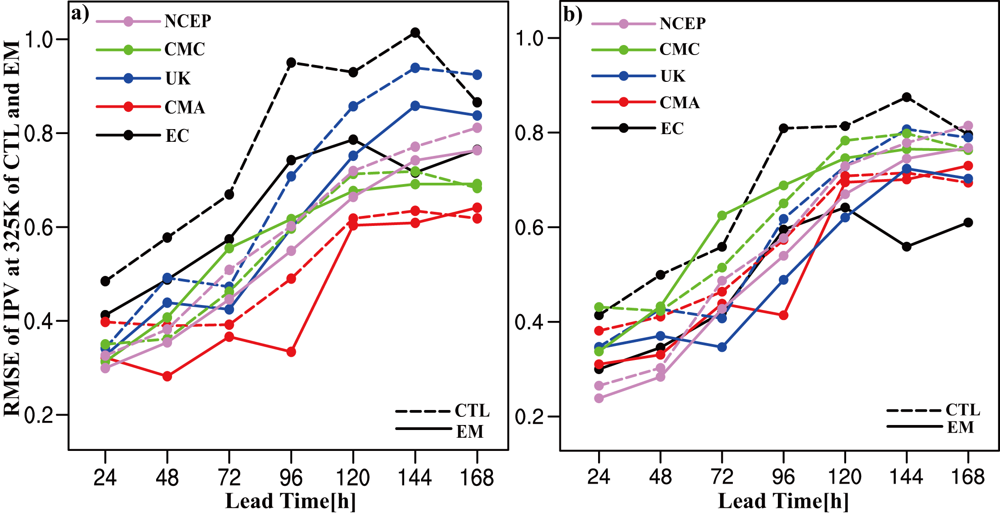 RMSE of IPV at 325K of CTL and EM
a)
NCEP
CMC
UK
CMA
EC
1.0
0.8
0.6
0.4
0.2
CTL
EM
24 48 72 96 120 144 168
Lead Time[h]
b)
NCEP
CMC
UK
CMA
EC
1.0
0.8
0.6
0.4
0.2
CTL
EM
24 48 72 96 120 144 168
Lead Time[h]